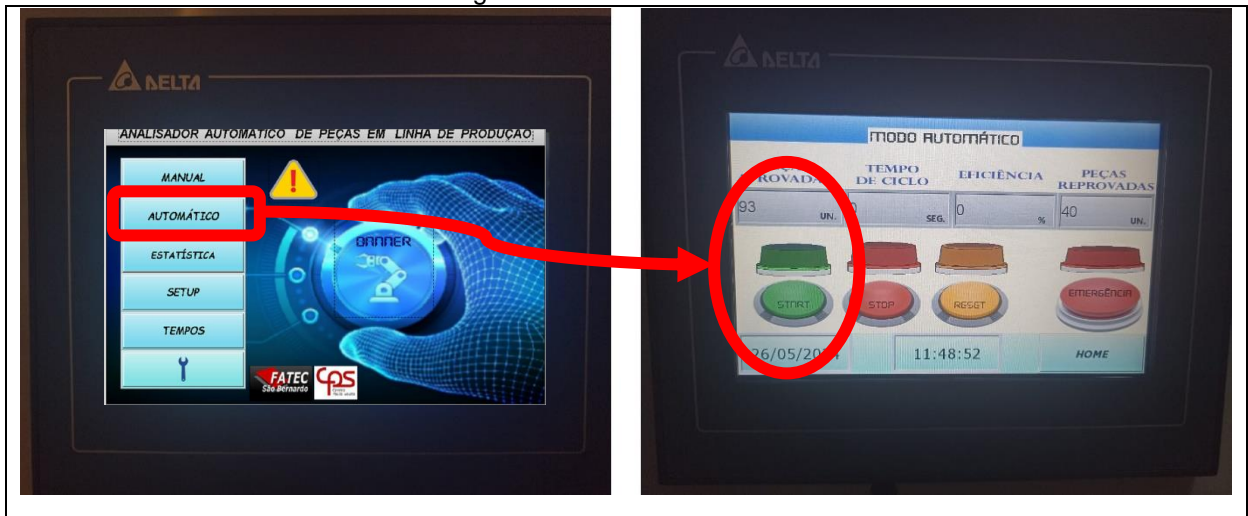 DELTA
ANALISADOR AUTOMÁTICO DE PEÇAS EM LINHA DE PRODUÇÃO
MANUAL
AUTOMÁTICO
ESTATÍSTICA
SETUP
TEMPOS
BANNER
FATEC
São Bernardo
CPS
DELTA
MODO AUTOMÁTICO
TEMPO
DE CICLO
EFICIÊNCIA
PEÇAS
REPROVADAS
93 UN.
0 SEG.
0 %
40 UN.
START
STOP
RESET
EMERGÊNCIA
11:48:52
HOME